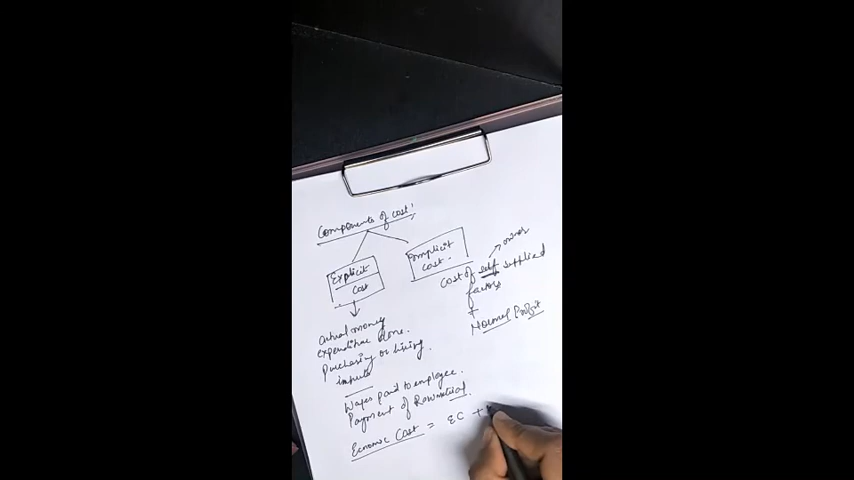 Components of cost:
Explicit
cost
Implicit
cost.
owner
cost of self supplied
factors
+
Normal Profit
actual money
expenditure done.
Purchasing or hiring
inputs
Wages paid to employee.
Payment of Raw material.
Economic Cost = EC +